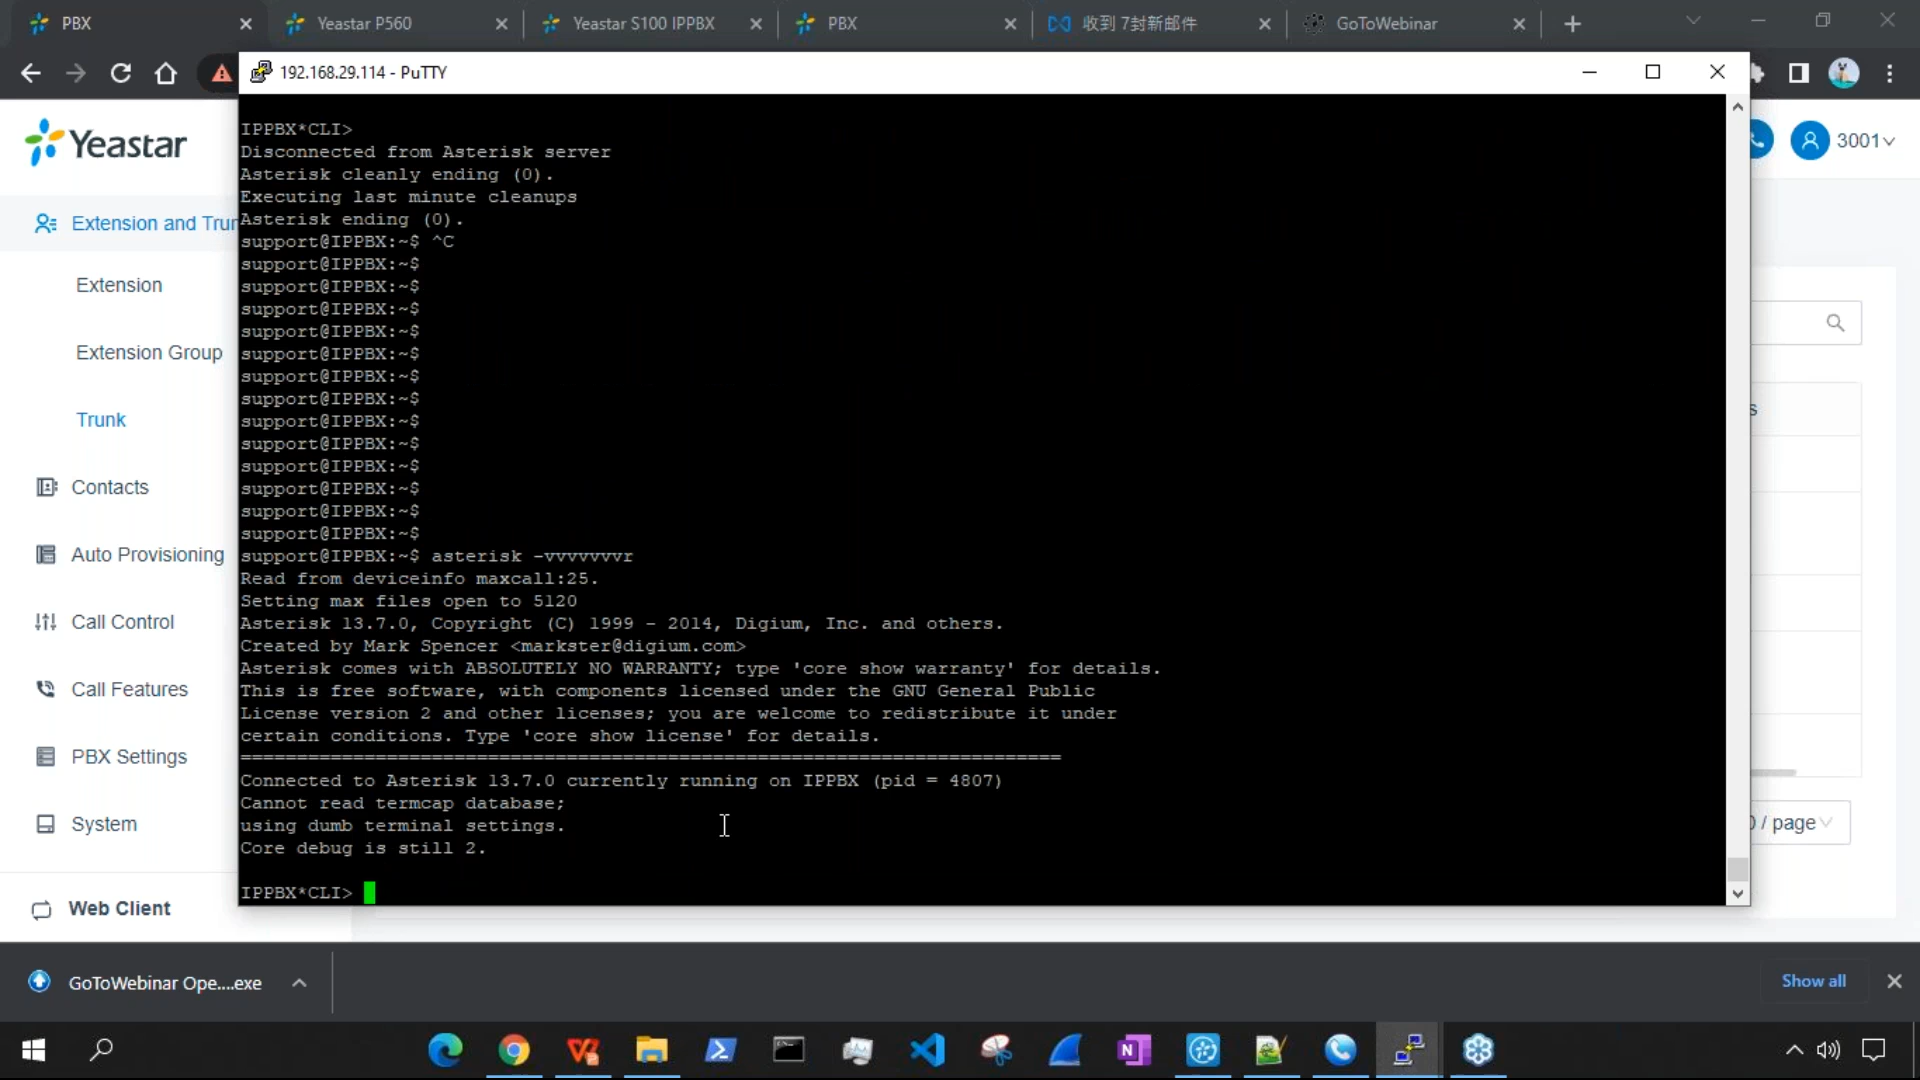 PBX
Yeastar P560
Yeastar S100 IPPBX
PBX
收到 7封新邮件
GoToWebinar
192.168.29.114 - PuTTY
Yeastar
3001
Extension and Trun
Extension
Extension Group
Trunk
Contacts
Auto Provisioning
Call Control
Call Features
PBX Settings
System
Web Client
IPPBX*CLI>
Disconnected from Asterisk server
Asterisk cleanly ending (0).
Executing last minute cleanups
Asterisk ending (0).
support@IPPBX:~$ ^C
support@IPPBX:~$
support@IPPBX:~$
support@IPPBX:~$
support@IPPBX:~$
support@IPPBX:~$
support@IPPBX:~$
support@IPPBX:~$
support@IPPBX:~$
support@IPPBX:~$
support@IPPBX:~$
support@IPPBX:~$
support@IPPBX:~$
support@IPPBX:~$
support@IPPBX:~$ asterisk -vvvvvvvr
Read from deviceinfo maxcall:25.
Setting max files open to 5120
Asterisk 13.7.0, Copyright (C) 1999 - 2014, Digium, Inc. and others.
Created by Mark Spencer <markster@digium.com>
Asterisk comes with ABSOLUTELY NO WARRANTY; type 'core show warranty' for details.
This is free software, with components licensed under the GNU General Public
License version 2 and other licenses; you are welcome to redistribute it under
certain conditions. Type 'core show license' for details.
=========================================================================
Connected to Asterisk 13.7.0 currently running on IPPBX (pid = 4807)
Cannot read termcap database;
using dumb terminal settings.
Core debug is still 2.
IPPBX*CLI>
s
0 / page
GoToWebinar Ope....exe
Show all